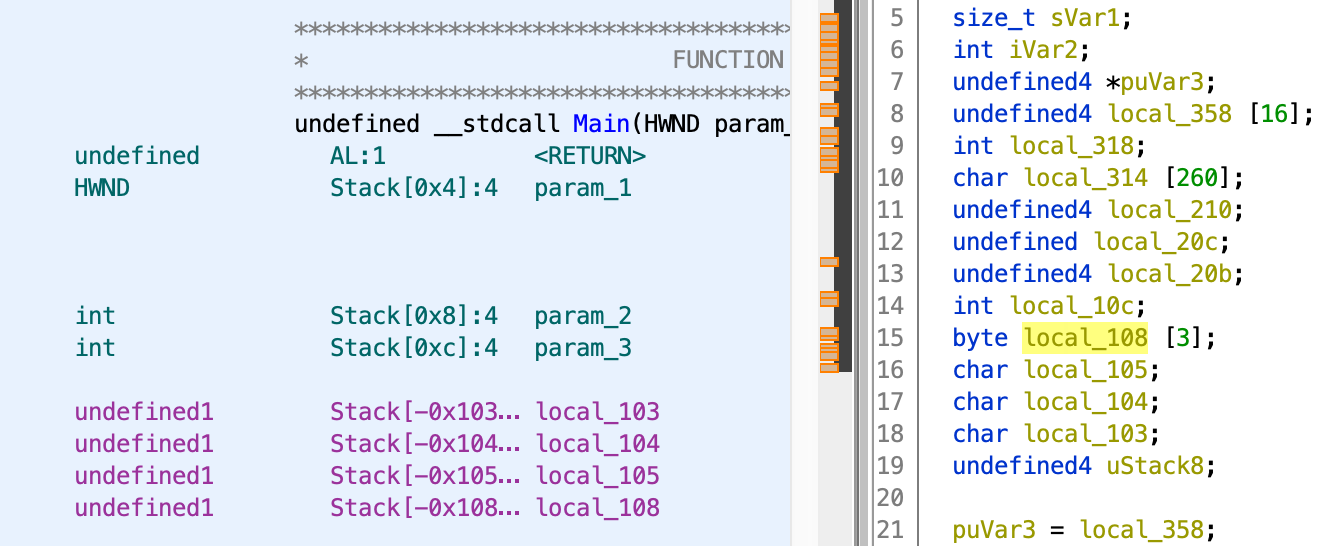 ***********************************
* FUNCTION
***********************************
undefined __stdcall Main(HWND param_
undefined AL:1 <RETURN>
HWND Stack[0x4]:4 param_1
int Stack[0x8]:4 param_2
int Stack[0xc]:4 param_3
undefined1 Stack[-0x103... local_103
undefined1 Stack[-0x104... local_104
undefined1 Stack[-0x105... local_105
undefined1 Stack[-0x108... local_108
5 size_t sVar1;
6 int iVar2;
7 undefined4 *puVar3;
8 undefined4 local_358 [16];
9 int local_318;
10 char local_314 [260];
11 undefined4 local_210;
12 undefined local_20c;
13 undefined4 local_20b;
14 int local_10c;
15 byte local_108 [3];
16 char local_105;
17 char local_104;
18 char local_103;
19 undefined4 uStack8;
20
21 puVar3 = local_358;